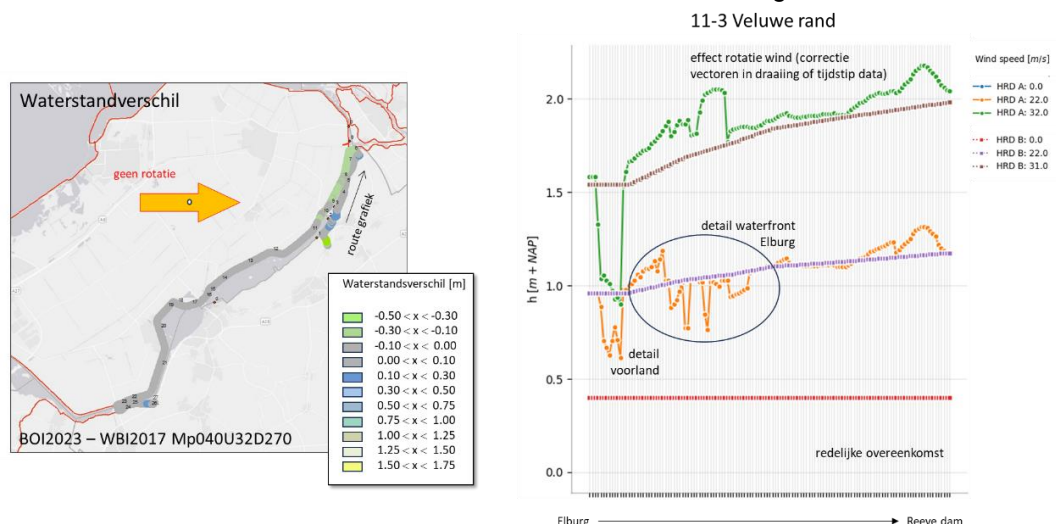 11-3 Veluwe rand
Waterstandverschil
geen rotatie
route grafiek
Waterstandsverschil [m]
-0.50 < x < -0.30
-0.30 < x < -0.10
-0.10 < x < 0.00
0.00 < x < 0.10
0.10 < x < 0.30
0.30 < x < 0.50
0.50 < x < 0.75
0.75 < x < 1.00
1.00 < x < 1.25
1.25 < x < 1.50
1.50 < x < 1.75
BOI2023 – WBI2017 Mp040U32D270
effect rotatie wind (correctie
vectoren in draaiing of tijdstip data)
detail waterfront
Elburg
detail
voorland
redelijke overeenkomst
h [m + NAP]
2.0
1.5
1.0
0.5
0.0
Elburg
Reeve dam
Wind speed [m/s]
HRD A: 0.0
HRD A: 22.0
HRD A: 32.0
HRD B: 0.0
HRD B: 22.0
HRD B: 31.0